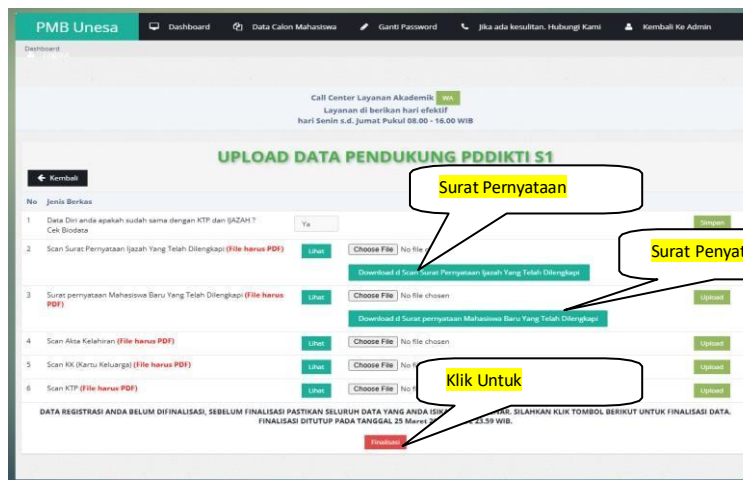 PMB Unesa
Dashboard
Data Calon Mahasiswa
Ganti Password
Jika ada kesulitan. Hubungi Kami
Kembali Ke Admin
Dashboard
Call Center Layanan Akademik WA
Layanan di berikan hari efektif
hari Senin s.d. Jumat Pukul 08.00 - 16.00 WIB
UPLOAD DATA PENDUKUNG PDDIKTI S1
Kembali
Surat Pernyataan
No Jenis Berkas
1 Data Diri anda apakah sudah sama dengan KTP dan IJAZAH ? Ya Simpan
Cek Biodata
2 Scan Surat Pernyataan Ijazah Yang Telah Dilengkapi (File harus PDF) Lihat Choose File No file
Surat Penyat
Download d Scan Surat Pernyataan Ijazah Yang Telah Dilengkapi
3 Surat pernyataan Mahasiswa Baru Yang Telah Dilengkapi (File harus Lihat Choose File No file chosen Upload
PDF)
Download d Surat pernyataan Mahasiswa Baru Yang Telah Dilengkapi
4 Scan Akte Kelahiran (File harus PDF) Lihat Choose File No file chosen Upload
5 Scan KK (Kartu Keluarga) (File harus PDF) Lihat Choose File Upload
Klik Untuk
6 Scan KTP (File harus PDF) Lihat Choose File Upload
DATA REGISTRASI ANDA BELUM DIFINALISASI, SEBELUM FINALISASI PASTIKAN SELURUH DATA YANG ANDA SILAHKAN KLIK TOMBOL BERIKUT UNTUK FINALISASI DATA.
FINALISASI DITUTUP PADA TANGGAL 25 Maret 23.59 WIB.
Finalisasi